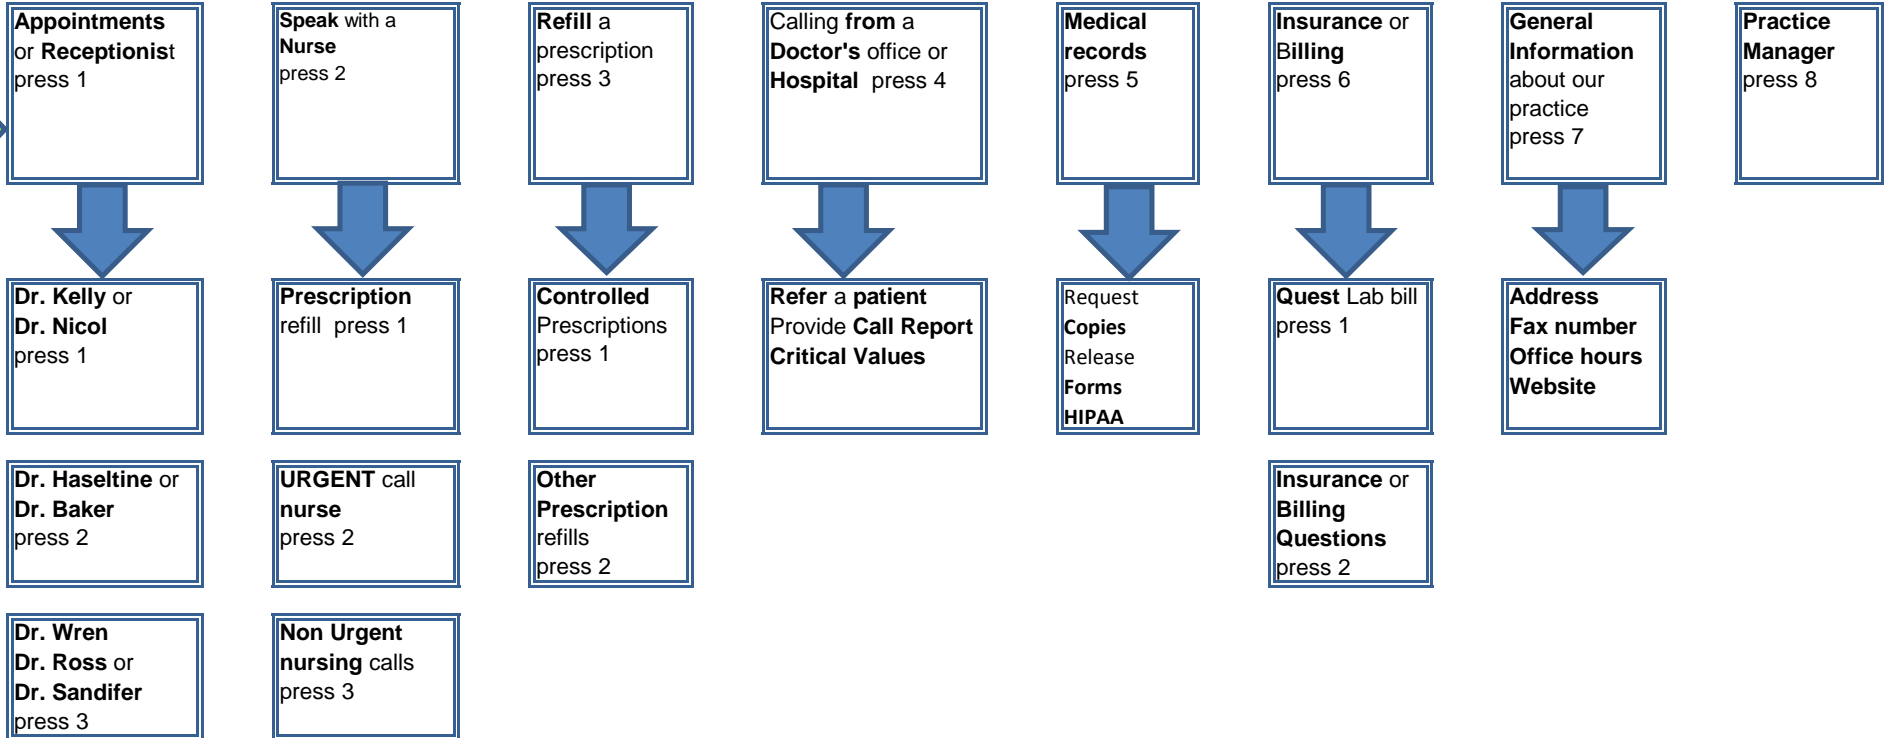 Appointments
or Receptionist
press 1
Speak with a
Nurse
press 2
Refill a
prescription
press 3
Calling from a
Doctor's office or
Hospital  press 4
Medical
records
press 5
Insurance or
Billing
press 6
General
Information
about our
practice
press 7
Practice
Manager
press 8
Dr. Kelly or
Dr. Nicol
press 1
Prescription
refill  press 1
Controlled
Prescriptions
press 1
Refer a patient
Provide Call Report
Critical Values
Request
Copies
Release
Forms
HIPAA
Quest Lab bill
press 1
Address
Fax number
Office hours
Website
Dr. Haseltine or
Dr. Baker
press 2
URGENT call
nurse
press 2
Other
Prescription
refills
press 2
Insurance or
Billing
Questions
press 2
Dr. Wren
Dr. Ross or
Dr. Sandifer
press 3
Non Urgent
nursing calls
press 3